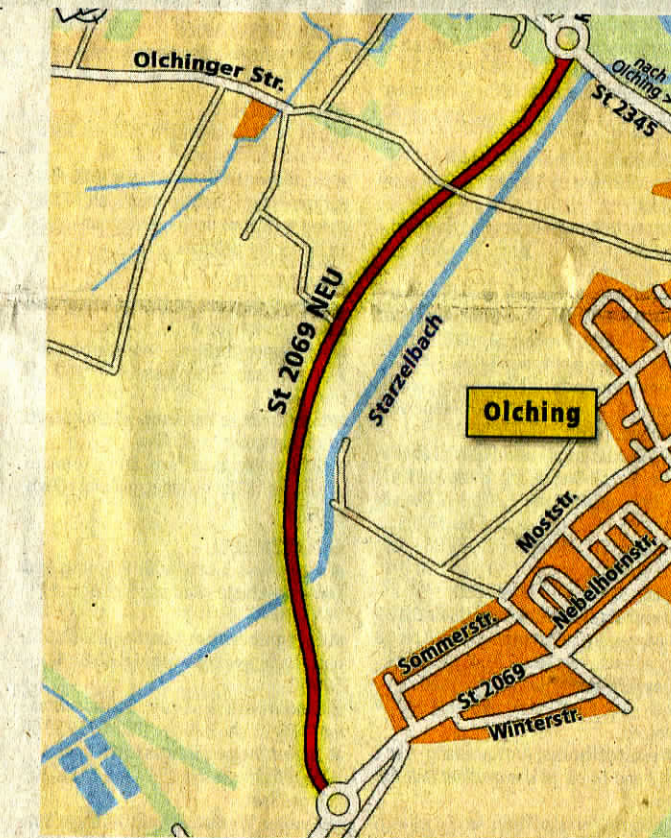 Olchinger Str.
nach
Olching >
St 2345
St 2069 NEU
Starzelbach
Olching
Moststr.
Nebelhornstr.
Sommerstr.
St 2069
Winterstr.